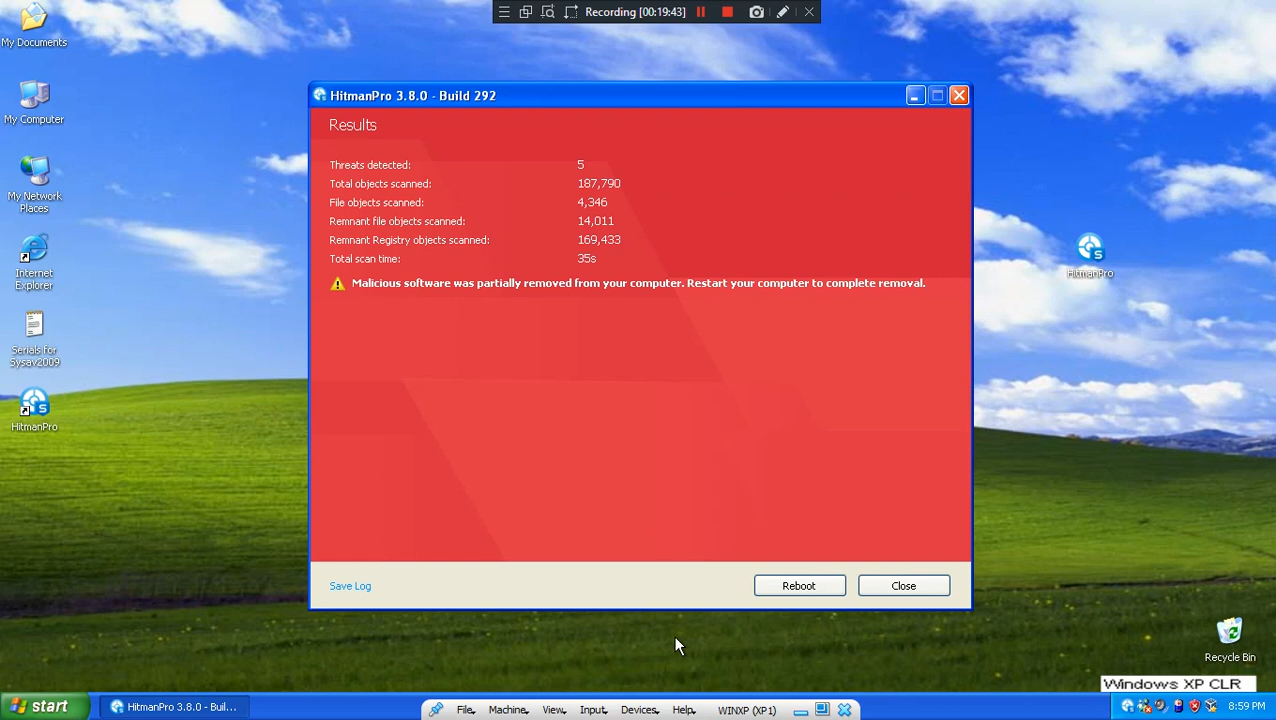 Recording [00:19:43]
My Documents
My Computer
My Network
Places
Internet
Explorer
Serials for
Sysav2009
HitmanPro
HitmanPro 3.8.0 - Build 292
Results
Threats detected: 5
Total objects scanned: 187,790
File objects scanned: 4,346
Remnant file objects scanned: 14,011
Remnant Registry objects scanned: 169,433
Total scan time: 35s
Malicious software was partially removed from your computer. Restart your computer to complete removal.
Save Log
Reboot
Close
HitmanPro
Recycle Bin
Windows XP CLR
start
HitmanPro 3.8.0 - Buil...
File
Machine
View
Input
Devices
Help
WINXP (XP1)
8:59 PM